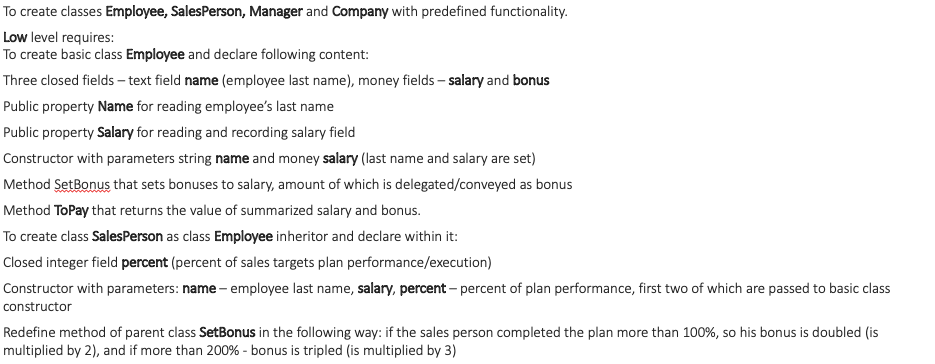 To create classes Employee, SalesPerson, Manager and Company with predefined functionality.
Low level requires:
To create basic class Employee and declare following content:
Three closed fields – text field name (employee last name), money fields – salary and bonus
Public property Name for reading employee’s last name
Public property Salary for reading and recording salary field
Constructor with parameters string name and money salary (last name and salary are set)
Method SetBonus that sets bonuses to salary, amount of which is delegated/conveyed as bonus
Method ToPay that returns the value of summarized salary and bonus.
To create class SalesPerson as class Employee inheritor and declare within it:
Closed integer field percent (percent of sales targets plan performance/execution)
Constructor with parameters: name – employee last name, salary, percent – percent of plan performance, first two of which are passed to basic class
constructor
Redefine method of parent class SetBonus in the following way: if the sales person completed the plan more than 100%, so his bonus is doubled (is
multiplied by 2), and if more than 200% - bonus is tripled (is multiplied by 3)